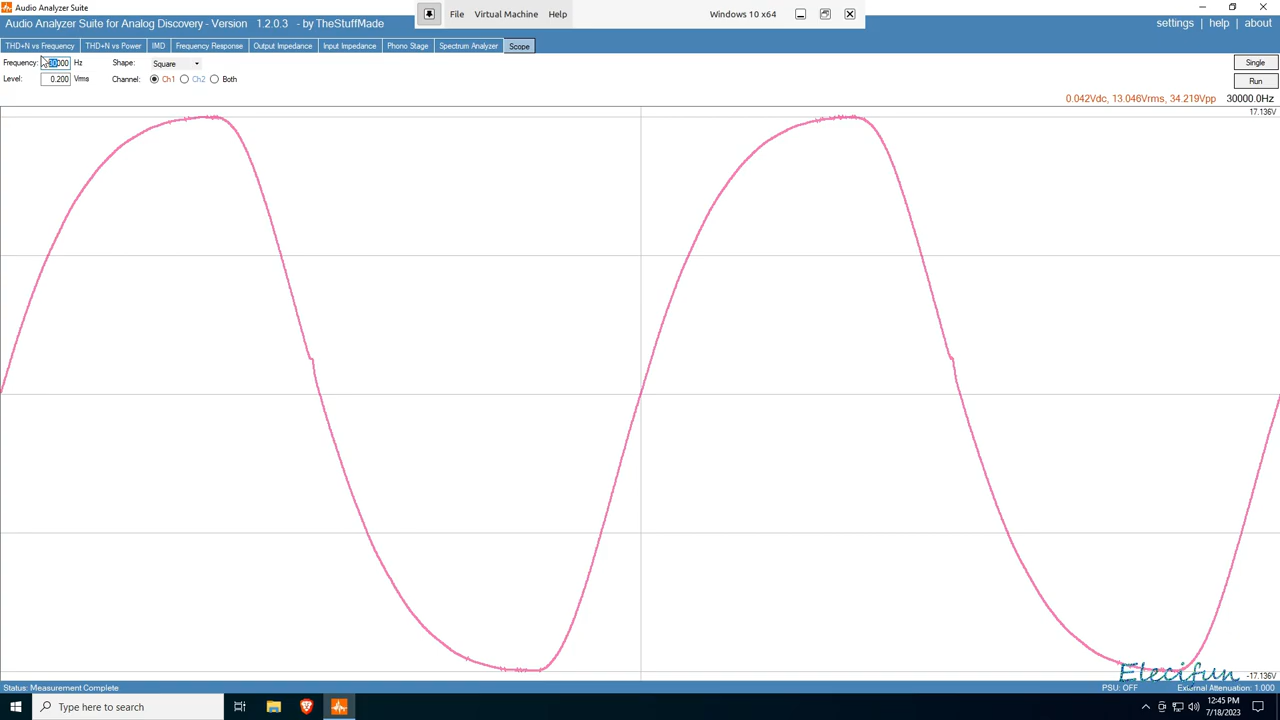 Audio Analyzer Suite
File Virtual Machine Help Windows 10 x64
Audio Analyzer Suite for Analog Discovery - Version 1.2.0.3 - by TheStuffMade
settings help about
THD+N vs Frequency THD+N vs Power IMD Frequency Response Output Impedance Input Impedance Phono Stage Spectrum Analyzer Scope
Frequency: 30000 Hz Shape: Square Single
Level: 0.200 Vrms Channel: Ch1 Ch2 Both Run
0.042Vdc, 13.046Vrms, 34.219Vpp 30000.0Hz
17.136V
Elecifun
-17.136V
Status: Measurement Complete PSU: OFF External Attenuation: 1.000
Type here to search
12:45 PM
7/18/2023